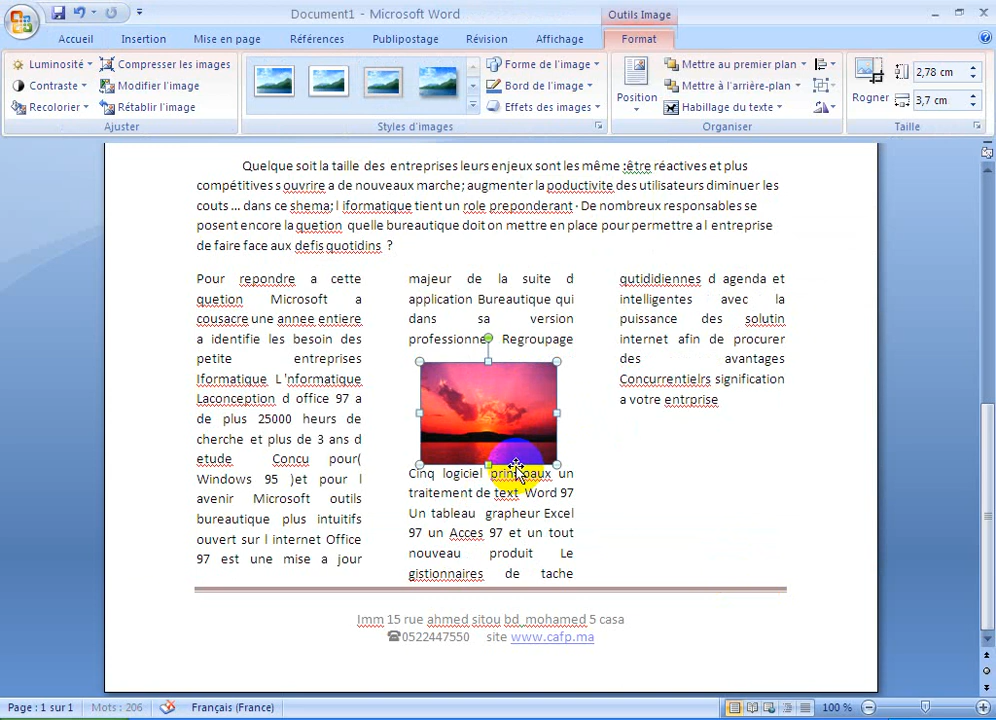 Document1 - Microsoft Word
Outils Image
Accueil Insertion Mise en page Références Publipostage Révision Affichage Format
Luminosité Compresser les images
Contraste Modifier l'image
Recolorier Rétablir l'image
Ajuster
Forme de l'image
Bord de l'image
Effets des images
Styles d'images
Position
Mettre au premier plan
Mettre à l'arrière-plan
Habillage du texte
Organiser
Rogner
2,78 cm
3,7 cm
Taille
Quelque soit la taille des entreprises leurs enjeux sont les même ;être réactives et plus
compétitives s ouvrire a de nouveaux marche; augmenter la poductivite des utilisateurs diminuer les
couts ... dans ce shema; l iformatique tient un role preponderant · De nombreux responsables se
posent encore la quetion quelle bureautique doit on mettre en place pour permettre a l entreprise
de faire face aux defis quotidins ?
Pour repondre a cette
quetion Microsoft a
cousacre une annee entiere
a identifie les besoin des
petite entreprises
Iformatique L 'nformatique
Laconception d office 97 a
de plus 25000 heurs de
cherche et plus de 3 ans d
etude Concu pour(
Windows 95 )et pour l
avenir Microsoft outils
bureautique plus intuitifs
ouvert sur l internet Office
97 est une mise a jour
majeur de la suite d
application Bureautique qui
dans sa version
professionnel Regroupage
Cinq logiciel principaux un
traitement de text Word 97
Un tableau grapheur Excel
97 un Acces 97 et un tout
nouveau produit Le
gistionnaires de tache
qutididiennes d agenda et
intelligentes avec la
puissance des solutin
internet afin de procurer
des avantages
Concurrentielrs signification
a votre entrprise
Imm 15 rue ahmed sitou bd mohamed 5 casa
☎0522447550 site www.cafp.ma
Page : 1 sur 1 Mots : 206 Français (France) 100 %